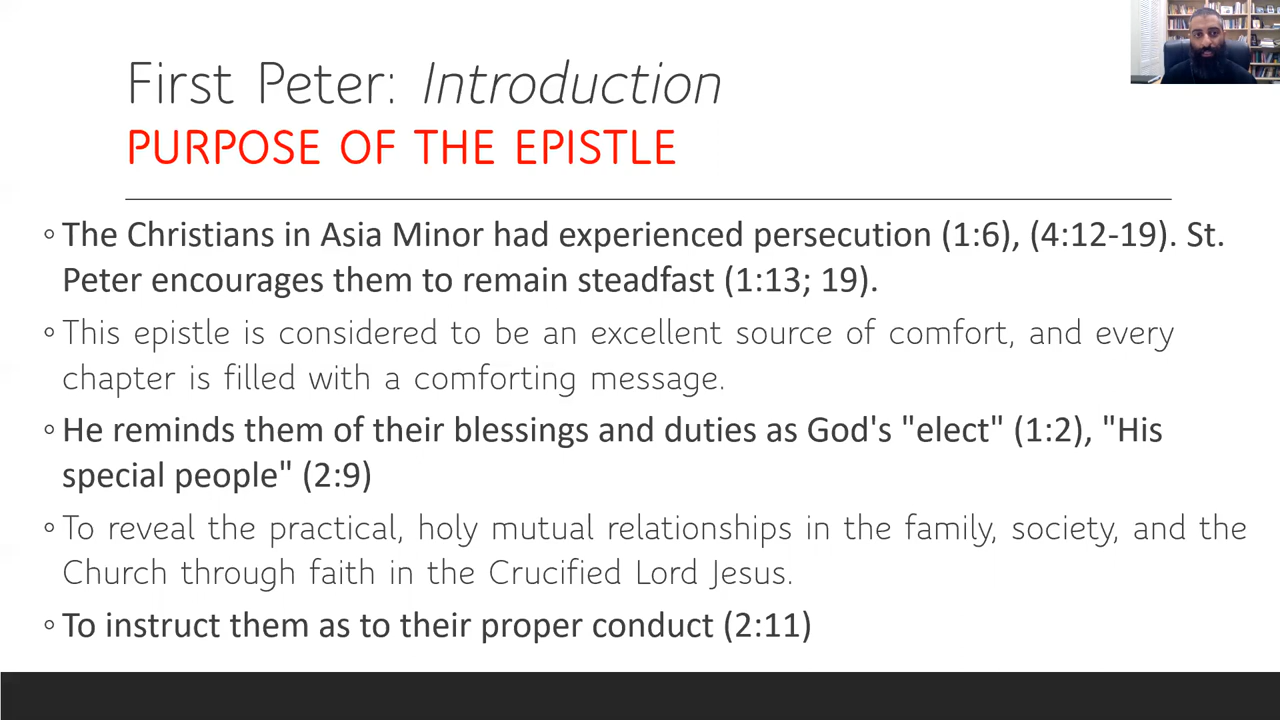 First Peter: Introduction
PURPOSE OF THE EPISTLE
◦ The Christians in Asia Minor had experienced persecution (1:6), (4:12-19). St.
Peter encourages them to remain steadfast (1:13; 19).
◦ This epistle is considered to be an excellent source of comfort, and every
chapter is filled with a comforting message.
◦ He reminds them of their blessings and duties as God's "elect" (1:2), "His
special people" (2:9)
◦ To reveal the practical, holy mutual relationships in the family, society, and the
Church through faith in the Crucified Lord Jesus.
◦ To instruct them as to their proper conduct (2:11)